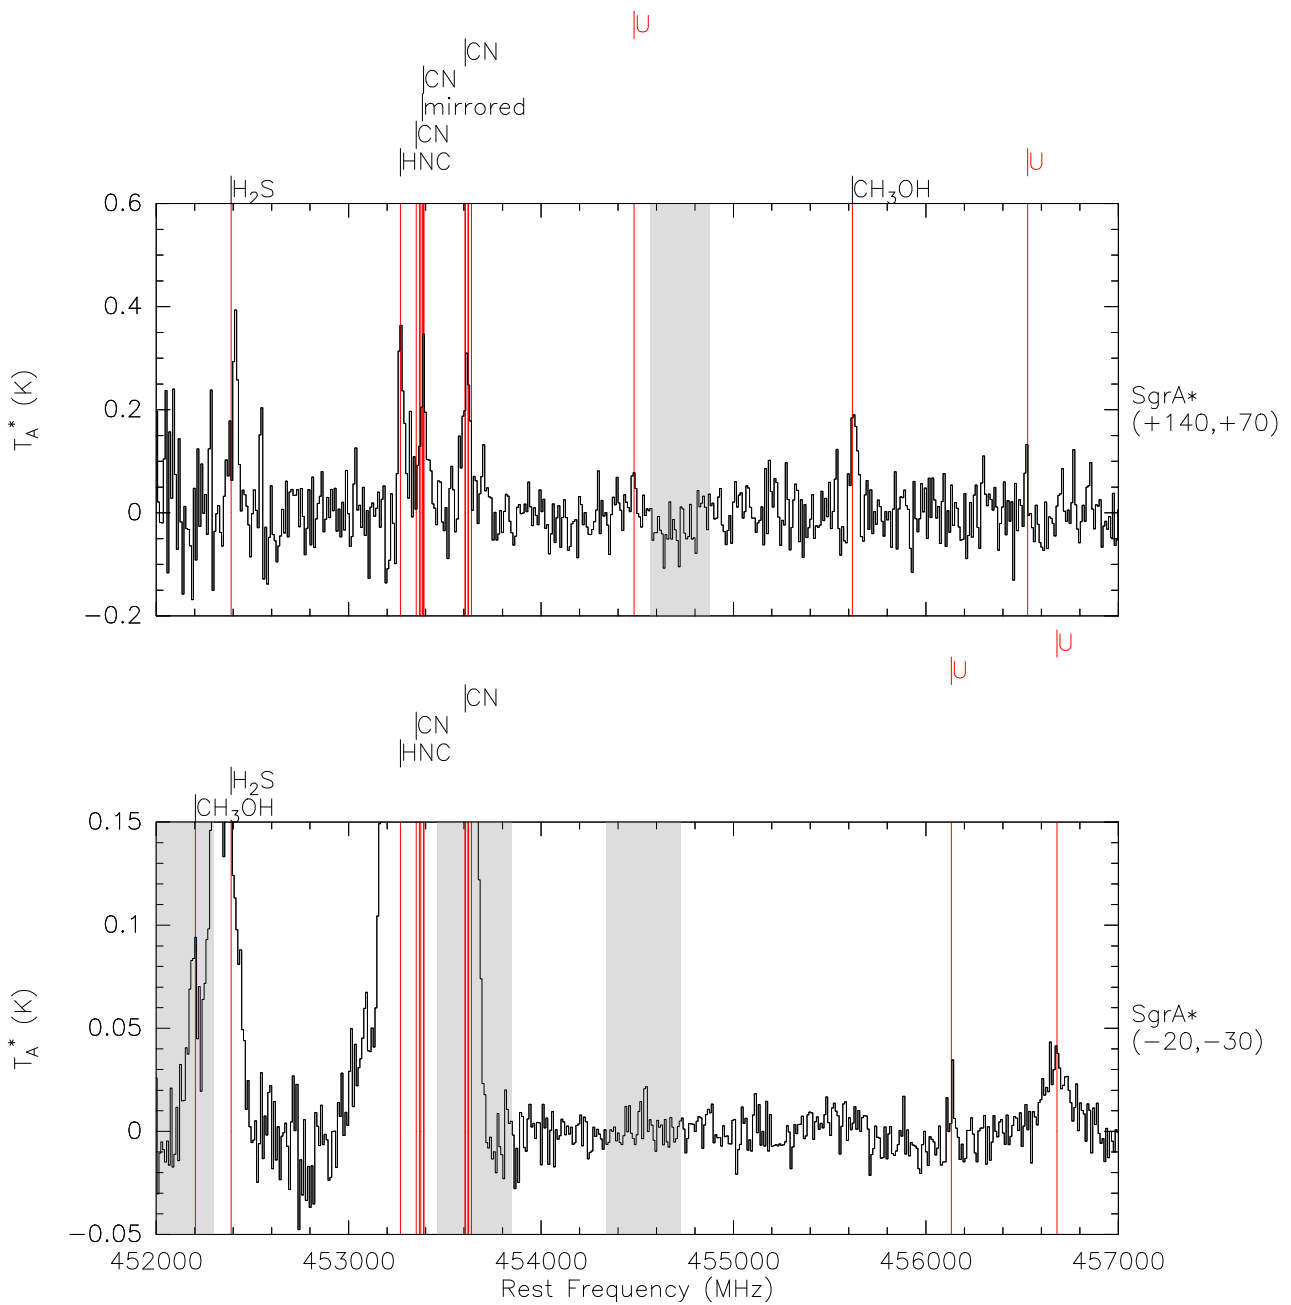 U
CN
CN
mirrored
CN
HNC
U
H₂S
CH₃OH
0.6
0.4
0.2
0
−0.2
T_A* (K)
SgrA*
(+140,+70)
U
U
CN
CN
HNC
H₂S
CH₃OH
0.15
0.1
0.05
0
−0.05
T_A* (K)
SgrA*
(−20,−30)
452000 453000 454000 455000 456000 457000
Rest Frequency (MHz)